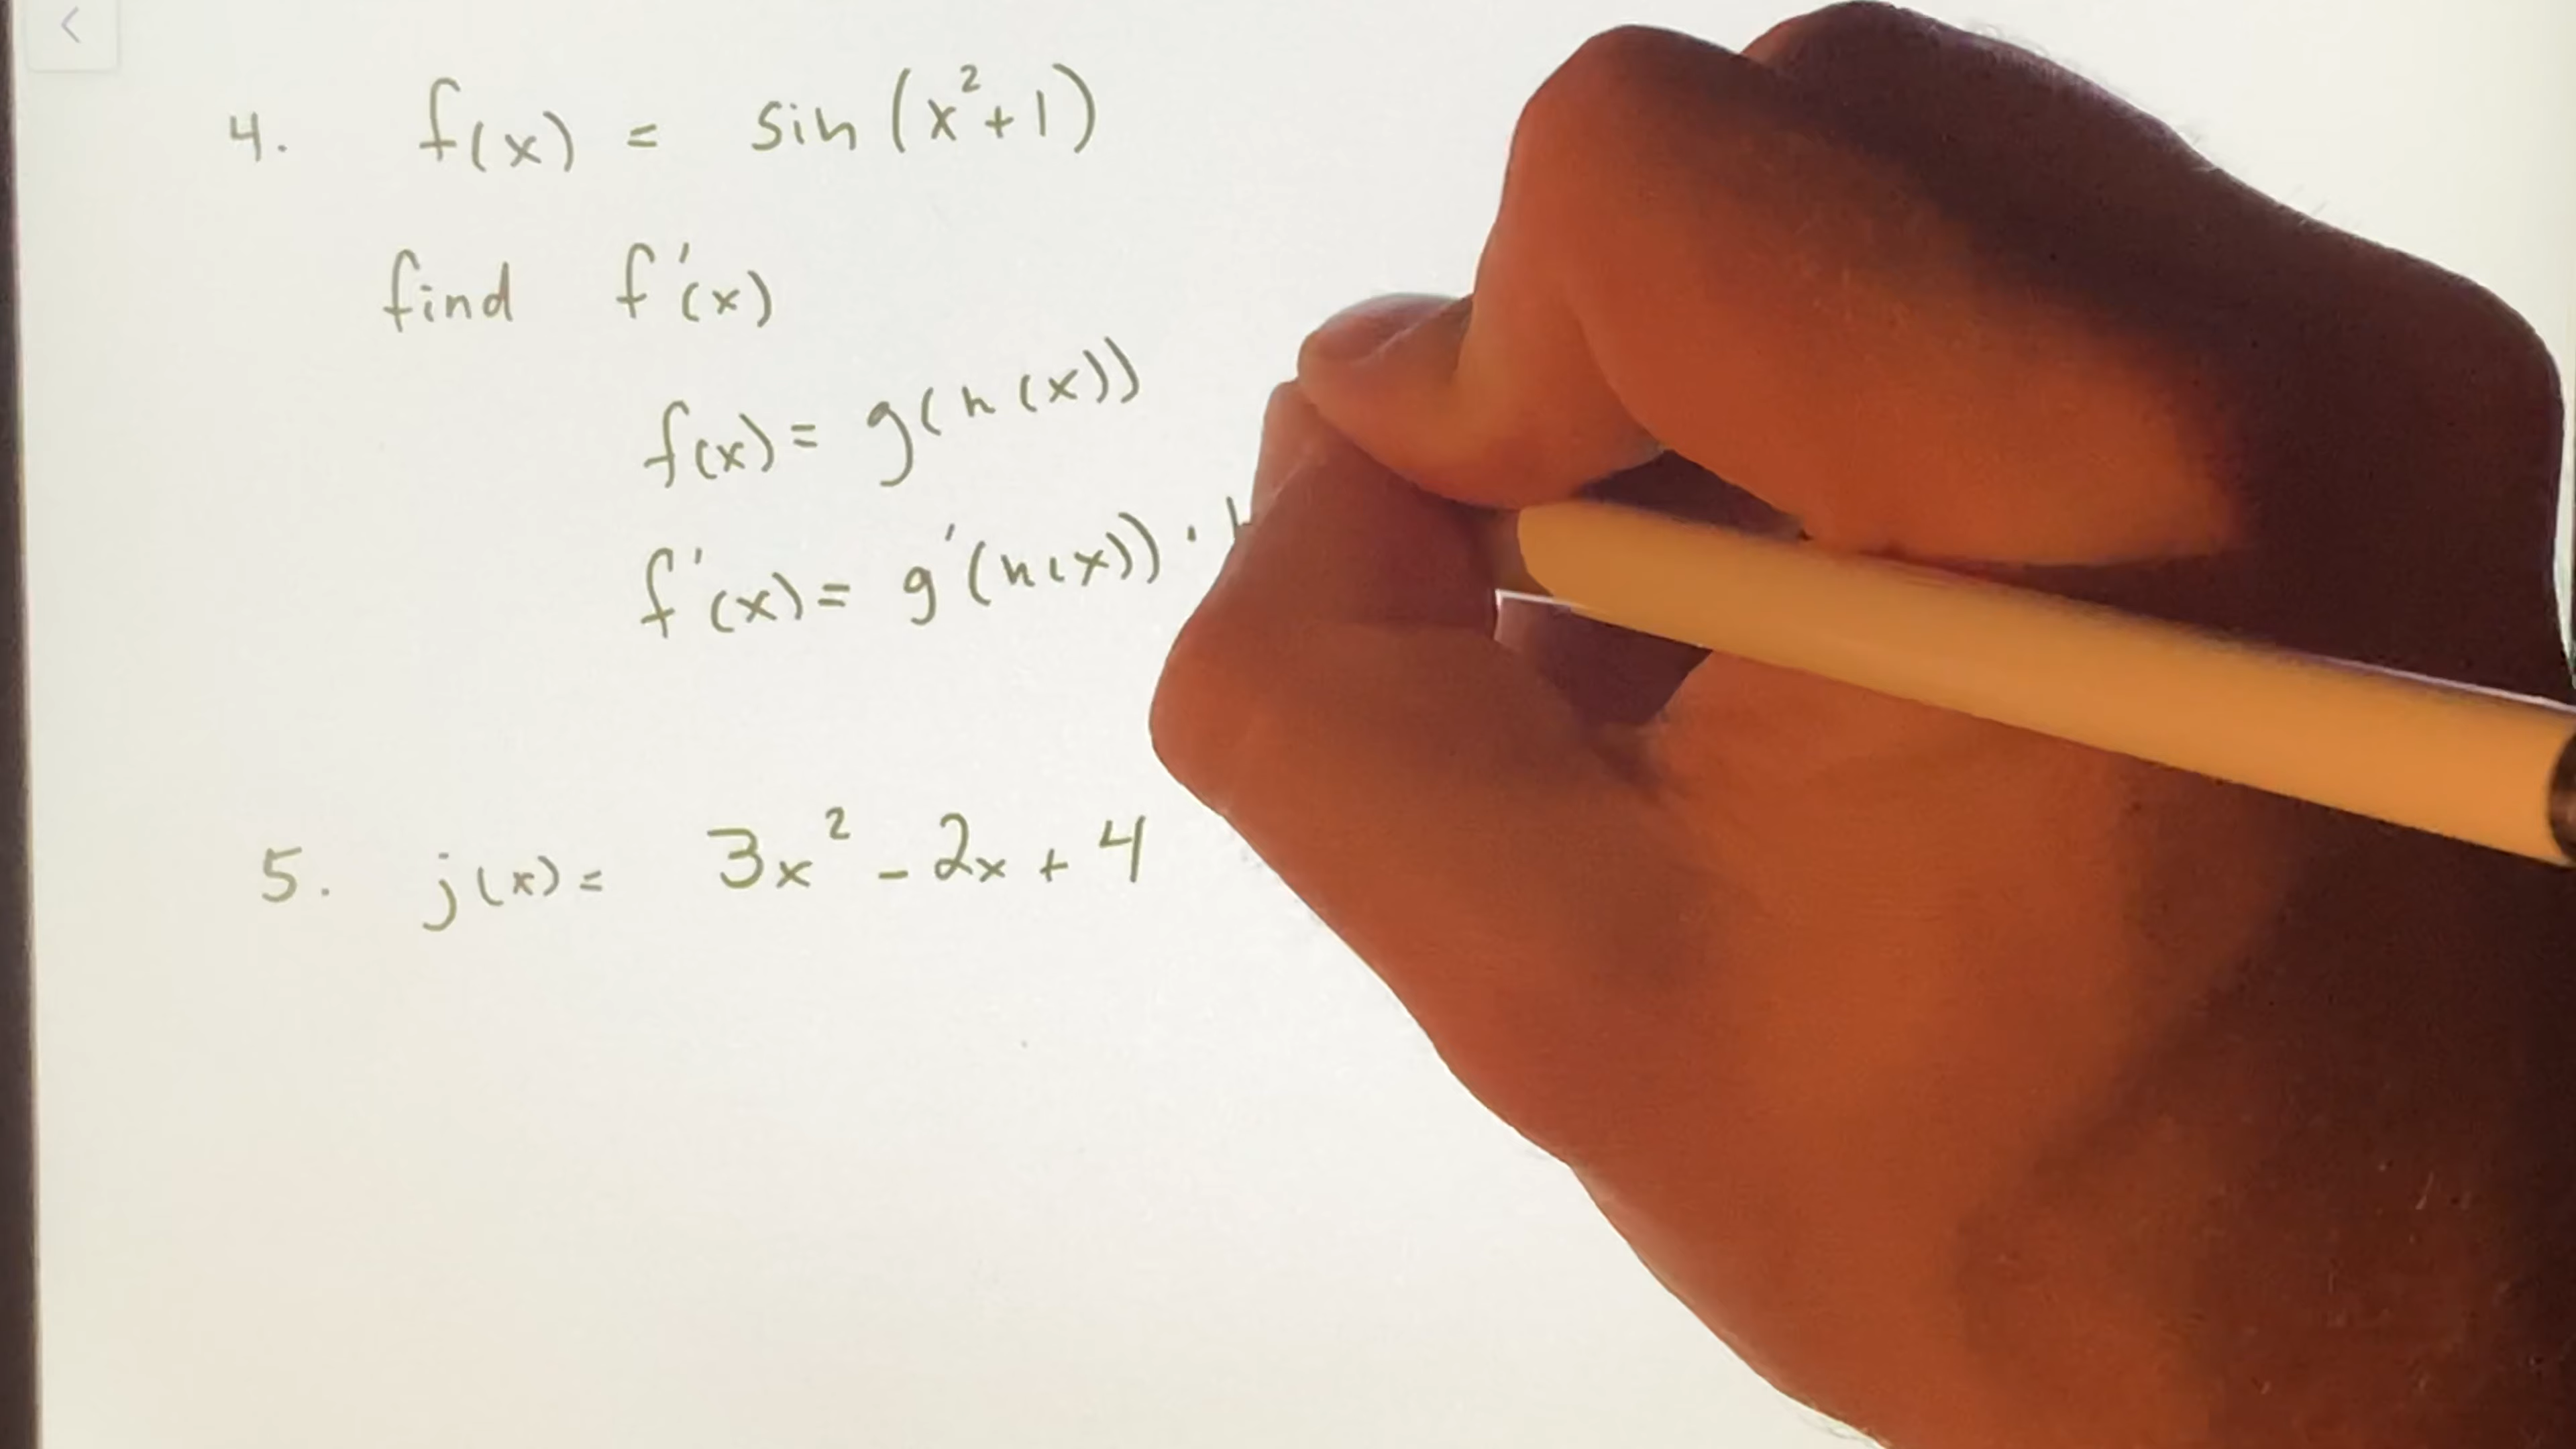 4. f(x) = sin (x²+1)
find f'(x)
f(x) = g(h(x))
f'(x) = g'(h(x)) ·
5. j(x) = 3x² - 2x + 4